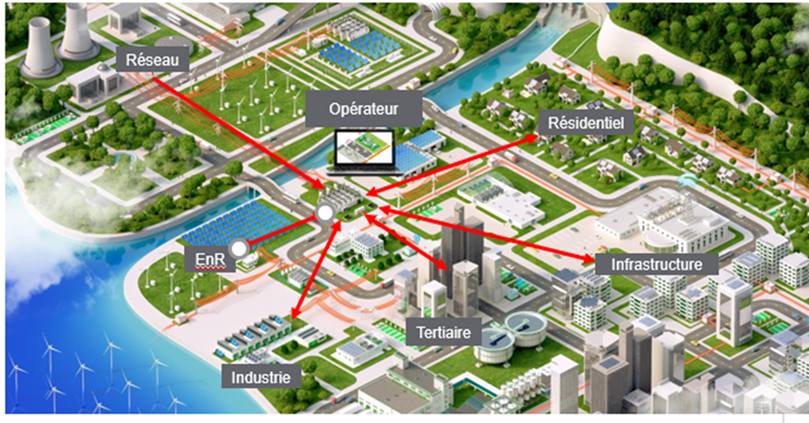 Réseau
Opérateur
Résidentiel
EnR
Infrastructure
Tertiaire
Industrie